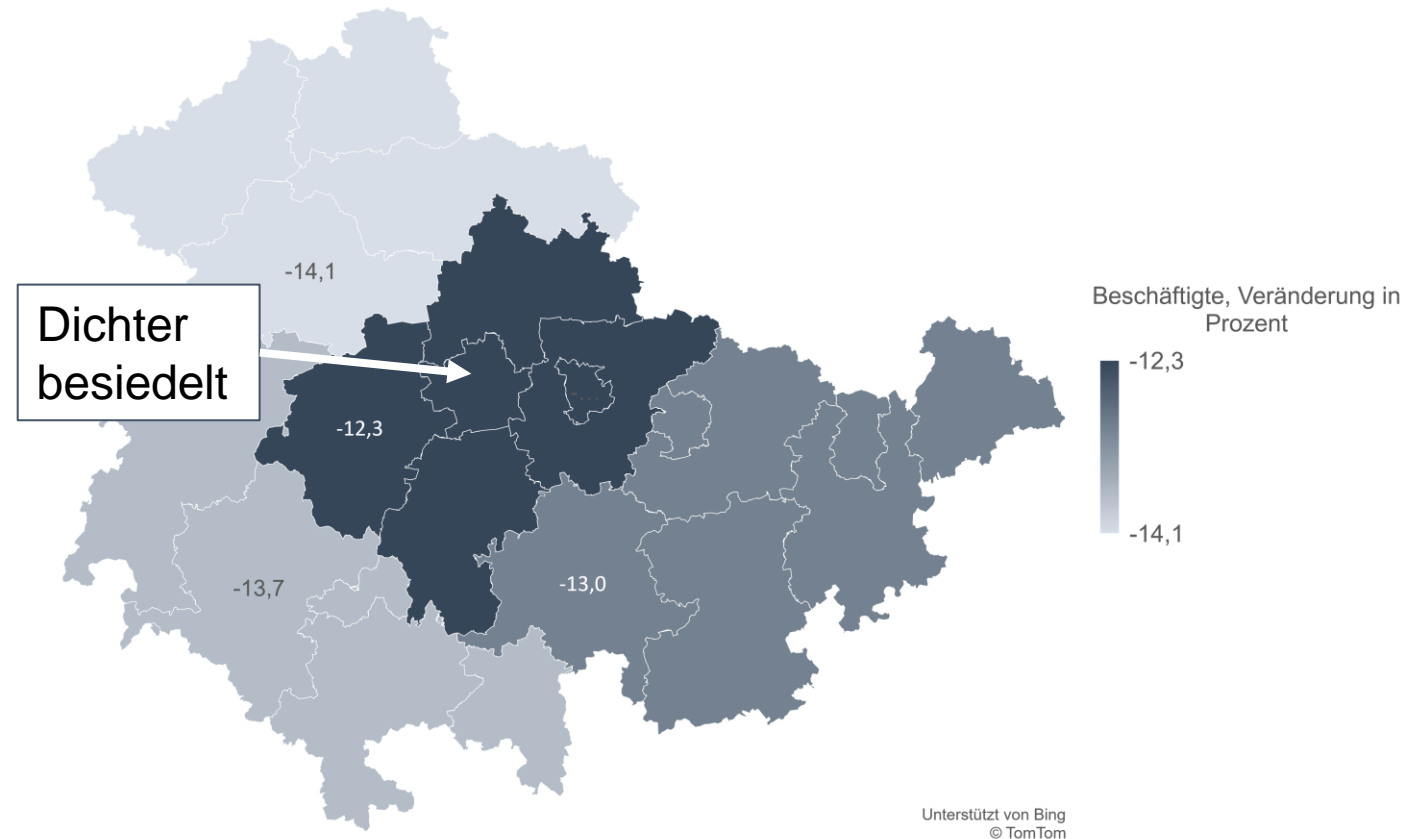 -14,1
Dichter
besiedelt
-12,3
-13,7
-13,0
Beschäftigte, Veränderung in
Prozent
-12,3
-14,1
Unterstützt von Bing
© TomTom